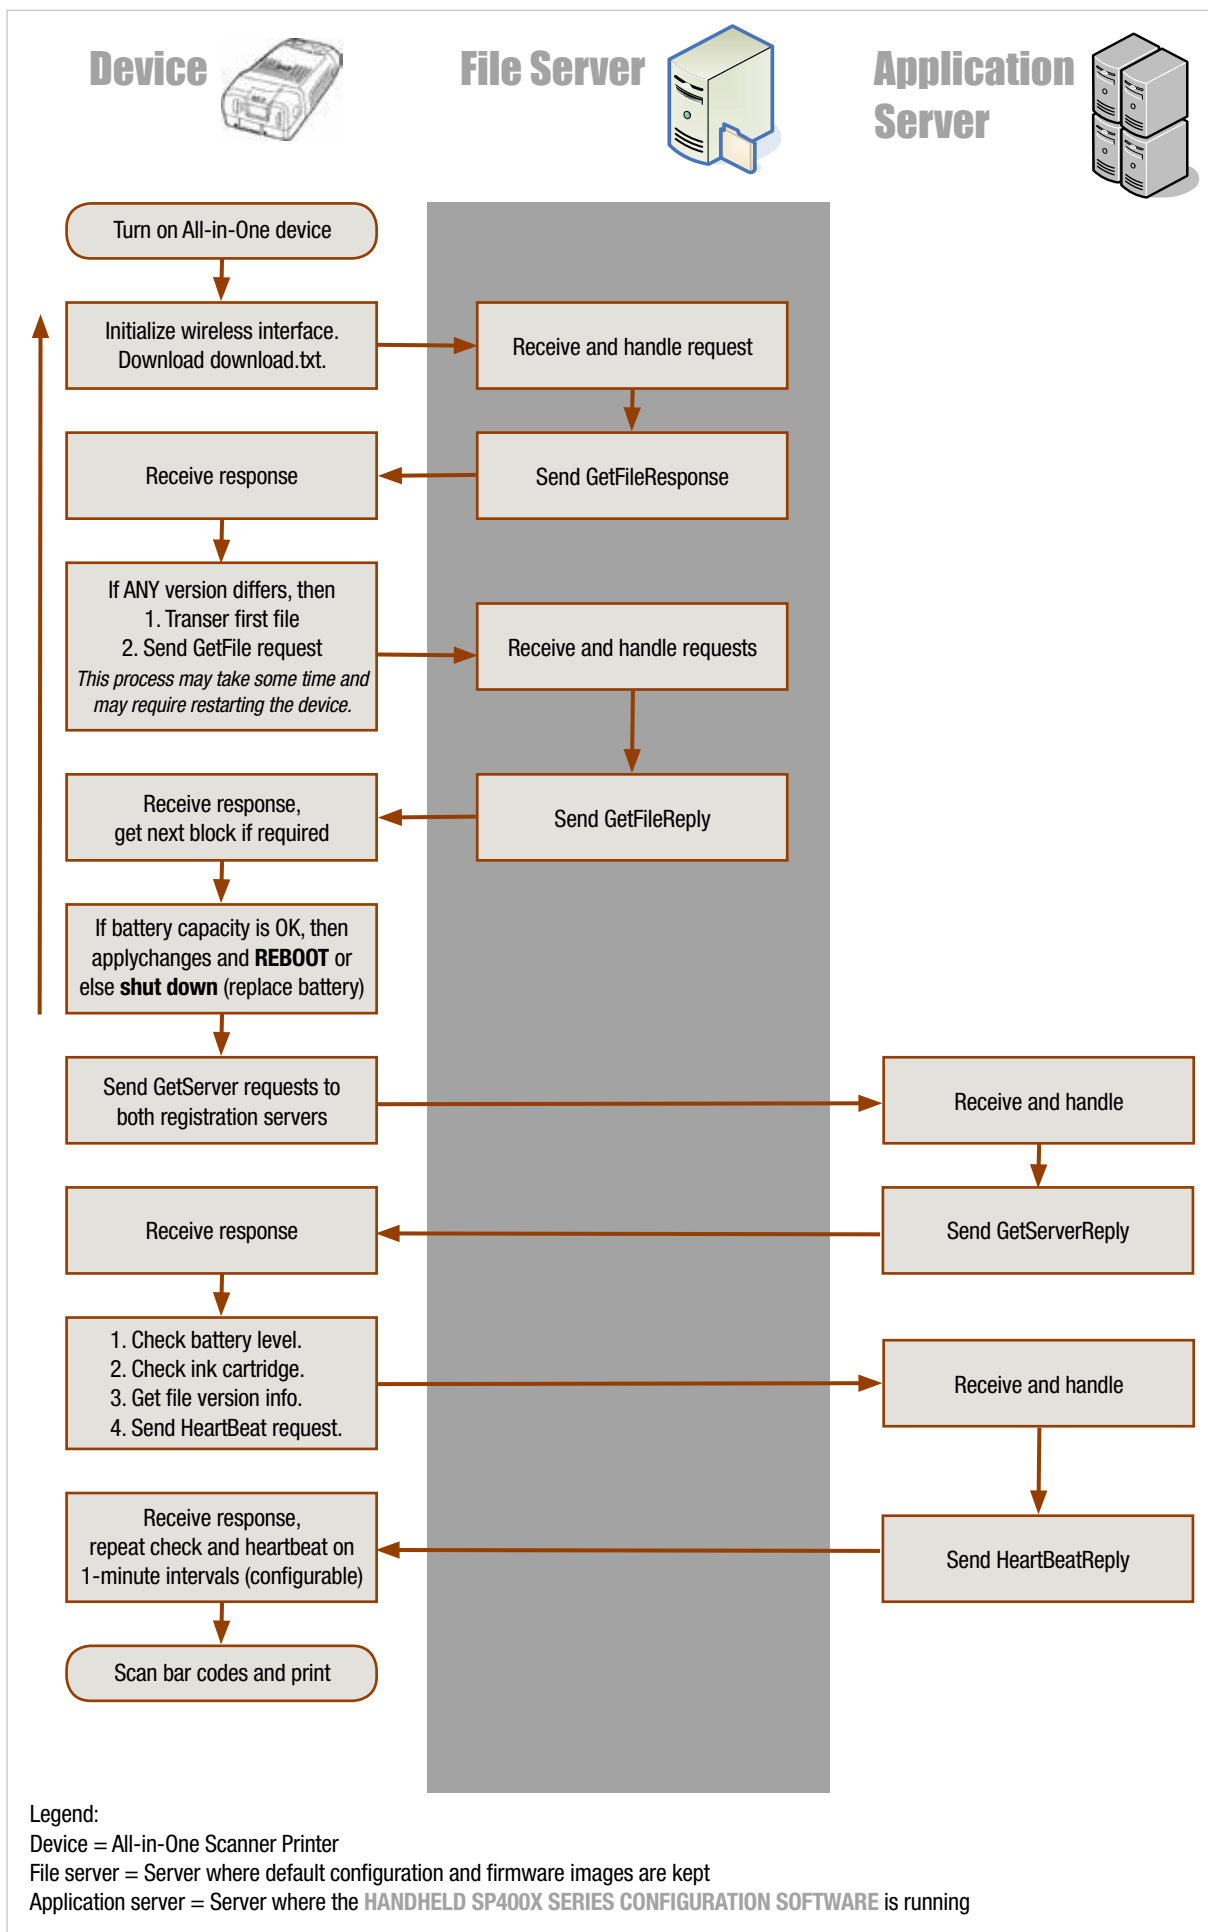 Device
File Server
Application
Server
Turn on All-in-One device
Initialize wireless interface.
Download download.txt.
Receive and handle request
Receive response
Send GetFileResponse
If ANY version differs, then
1. Transer first file
2. Send GetFile request
This process may take some time and
may require restarting the device.
Receive and handle requests
Receive response,
get next block if required
Send GetFileReply
If battery capacity is OK, then
applychanges and REBOOT or
else shut down (replace battery)
Send GetServer requests to
both registration servers
Receive and handle
Receive response
Send GetServerReply
1. Check battery level.
2. Check ink cartridge.
3. Get file version info.
4. Send HeartBeat request.
Receive and handle
Receive response,
repeat check and heartbeat on
1-minute intervals (configurable)
Send HeartBeatReply
Scan bar codes and print
Legend:
Device = All-in-One Scanner Printer
File server = Server where default configuration and firmware images are kept
Application server = Server where the HANDHELD SP400X SERIES CONFIGURATION SOFTWARE is running